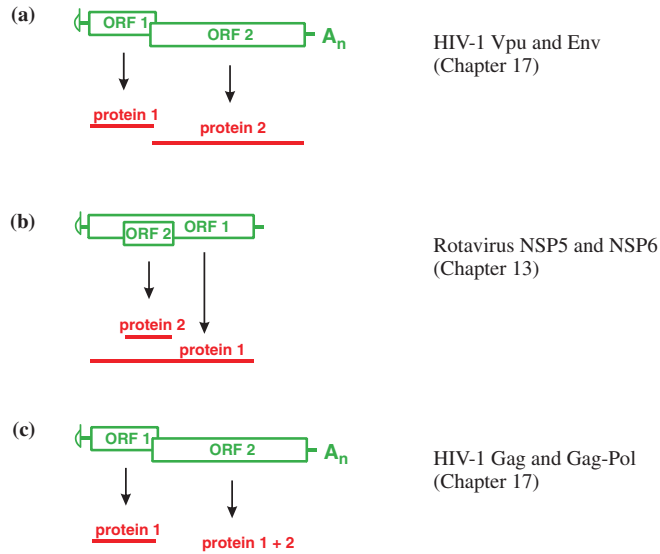 (a)
ORF 1
ORF 2
An
HIV-1 Vpu and Env
(Chapter 17)
protein 1
protein 2
(b)
ORF 2
ORF 1
Rotavirus NSP5 and NSP6
(Chapter 13)
protein 2
protein 1
(c)
ORF 1
ORF 2
An
HIV-1 Gag and Gag-Pol
(Chapter 17)
protein 1
protein 1 + 2